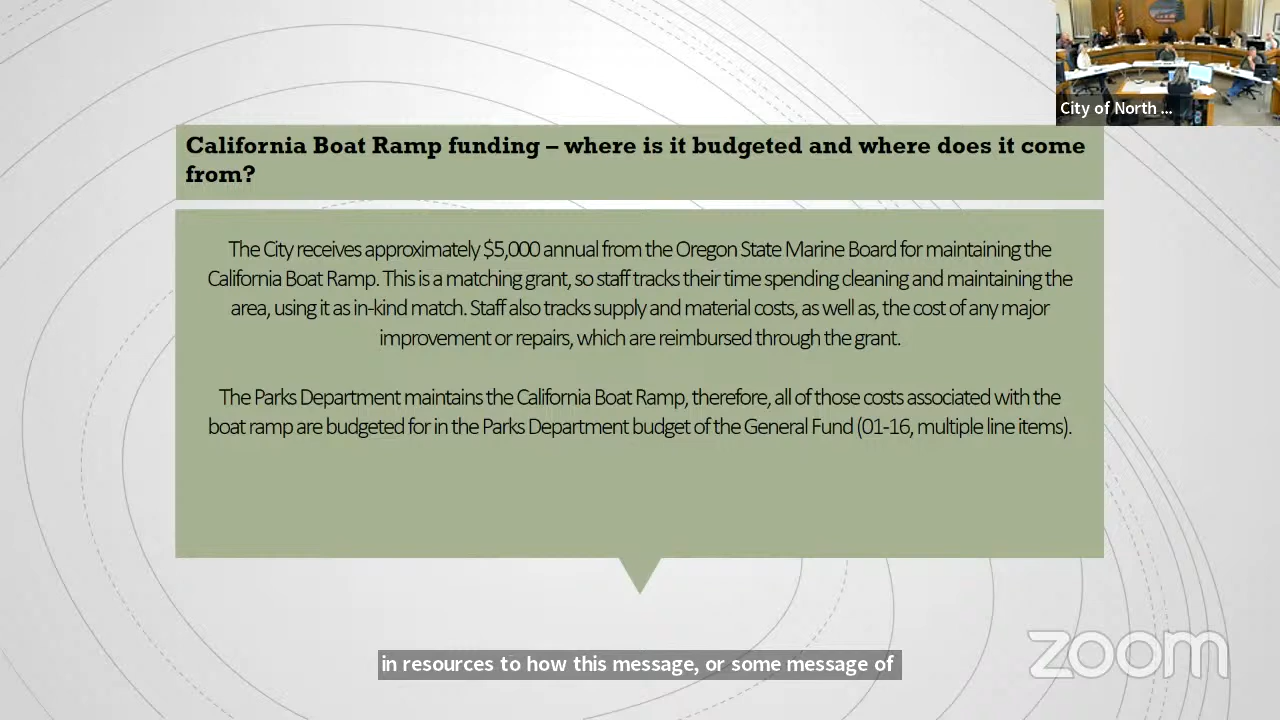 City of North ...
California Boat Ramp funding – where is it budgeted and where does it come
from?
The City receives approximately $5,000 annual from the Oregon State Marine Board for maintaining the
California Boat Ramp. This is a matching grant, so staff tracks their time spending cleaning and maintaining the
area, using it as in-kind match. Staff also tracks supply and material costs, as well as, the cost of any major
improvement or repairs, which are reimbursed through the grant.
The Parks Department maintains the California Boat Ramp, therefore, all of those costs associated with the
boat ramp are budgeted for in the Parks Department budget of the General Fund (01-16, multiple line items).
in resources to how this message, or some message of
zoom